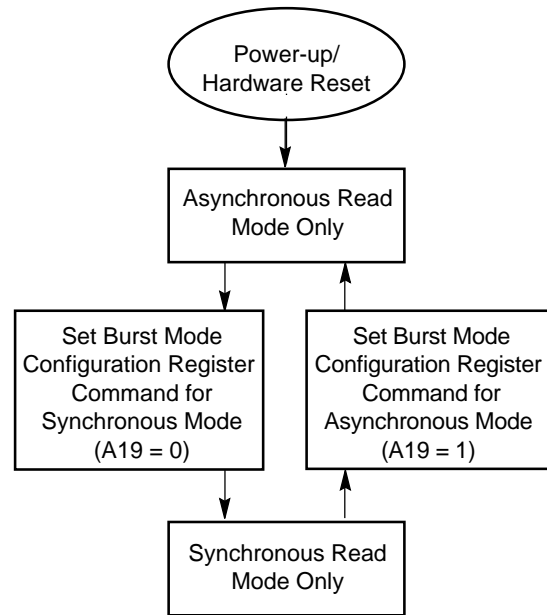 Power-up/
Hardware Reset
Asynchronous Read
Mode Only
Set Burst Mode
Configuration Register
Command for
Synchronous Mode
(A19 = 0)
Set Burst Mode
Configuration Register
Command for
Asynchronous Mode
(A19 = 1)
Synchronous Read
Mode Only